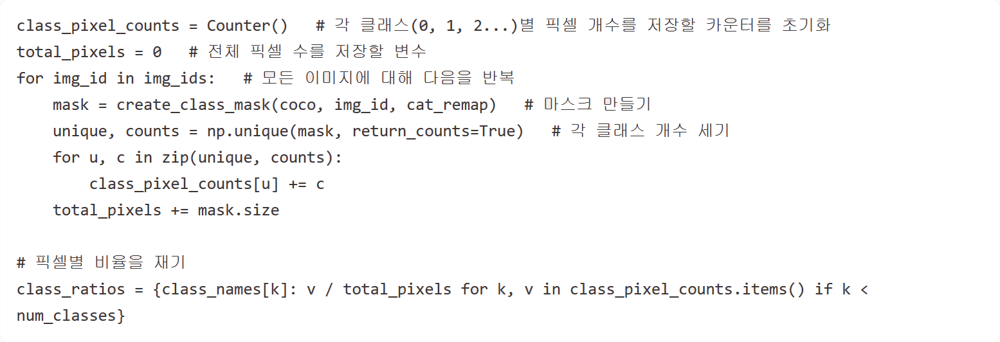 class_pixel_counts = Counter()   # 각 클래스(0, 1, 2...)별 픽셀 개수를 저장할 카운터를 초기화
total_pixels = 0   # 전체 픽셀 수를 저장할 변수
for img_id in img_ids:   # 모든 이미지에 대해 다음을 반복
    mask = create_class_mask(coco, img_id, cat_remap)   # 마스크 만들기
    unique, counts = np.unique(mask, return_counts=True)   # 각 클래스 개수 세기
    for u, c in zip(unique, counts):
        class_pixel_counts[u] += c
    total_pixels += mask.size

# 픽셀별 비율을 재기
class_ratios = {class_names[k]: v / total_pixels for k, v in class_pixel_counts.items() if k <
num_classes}